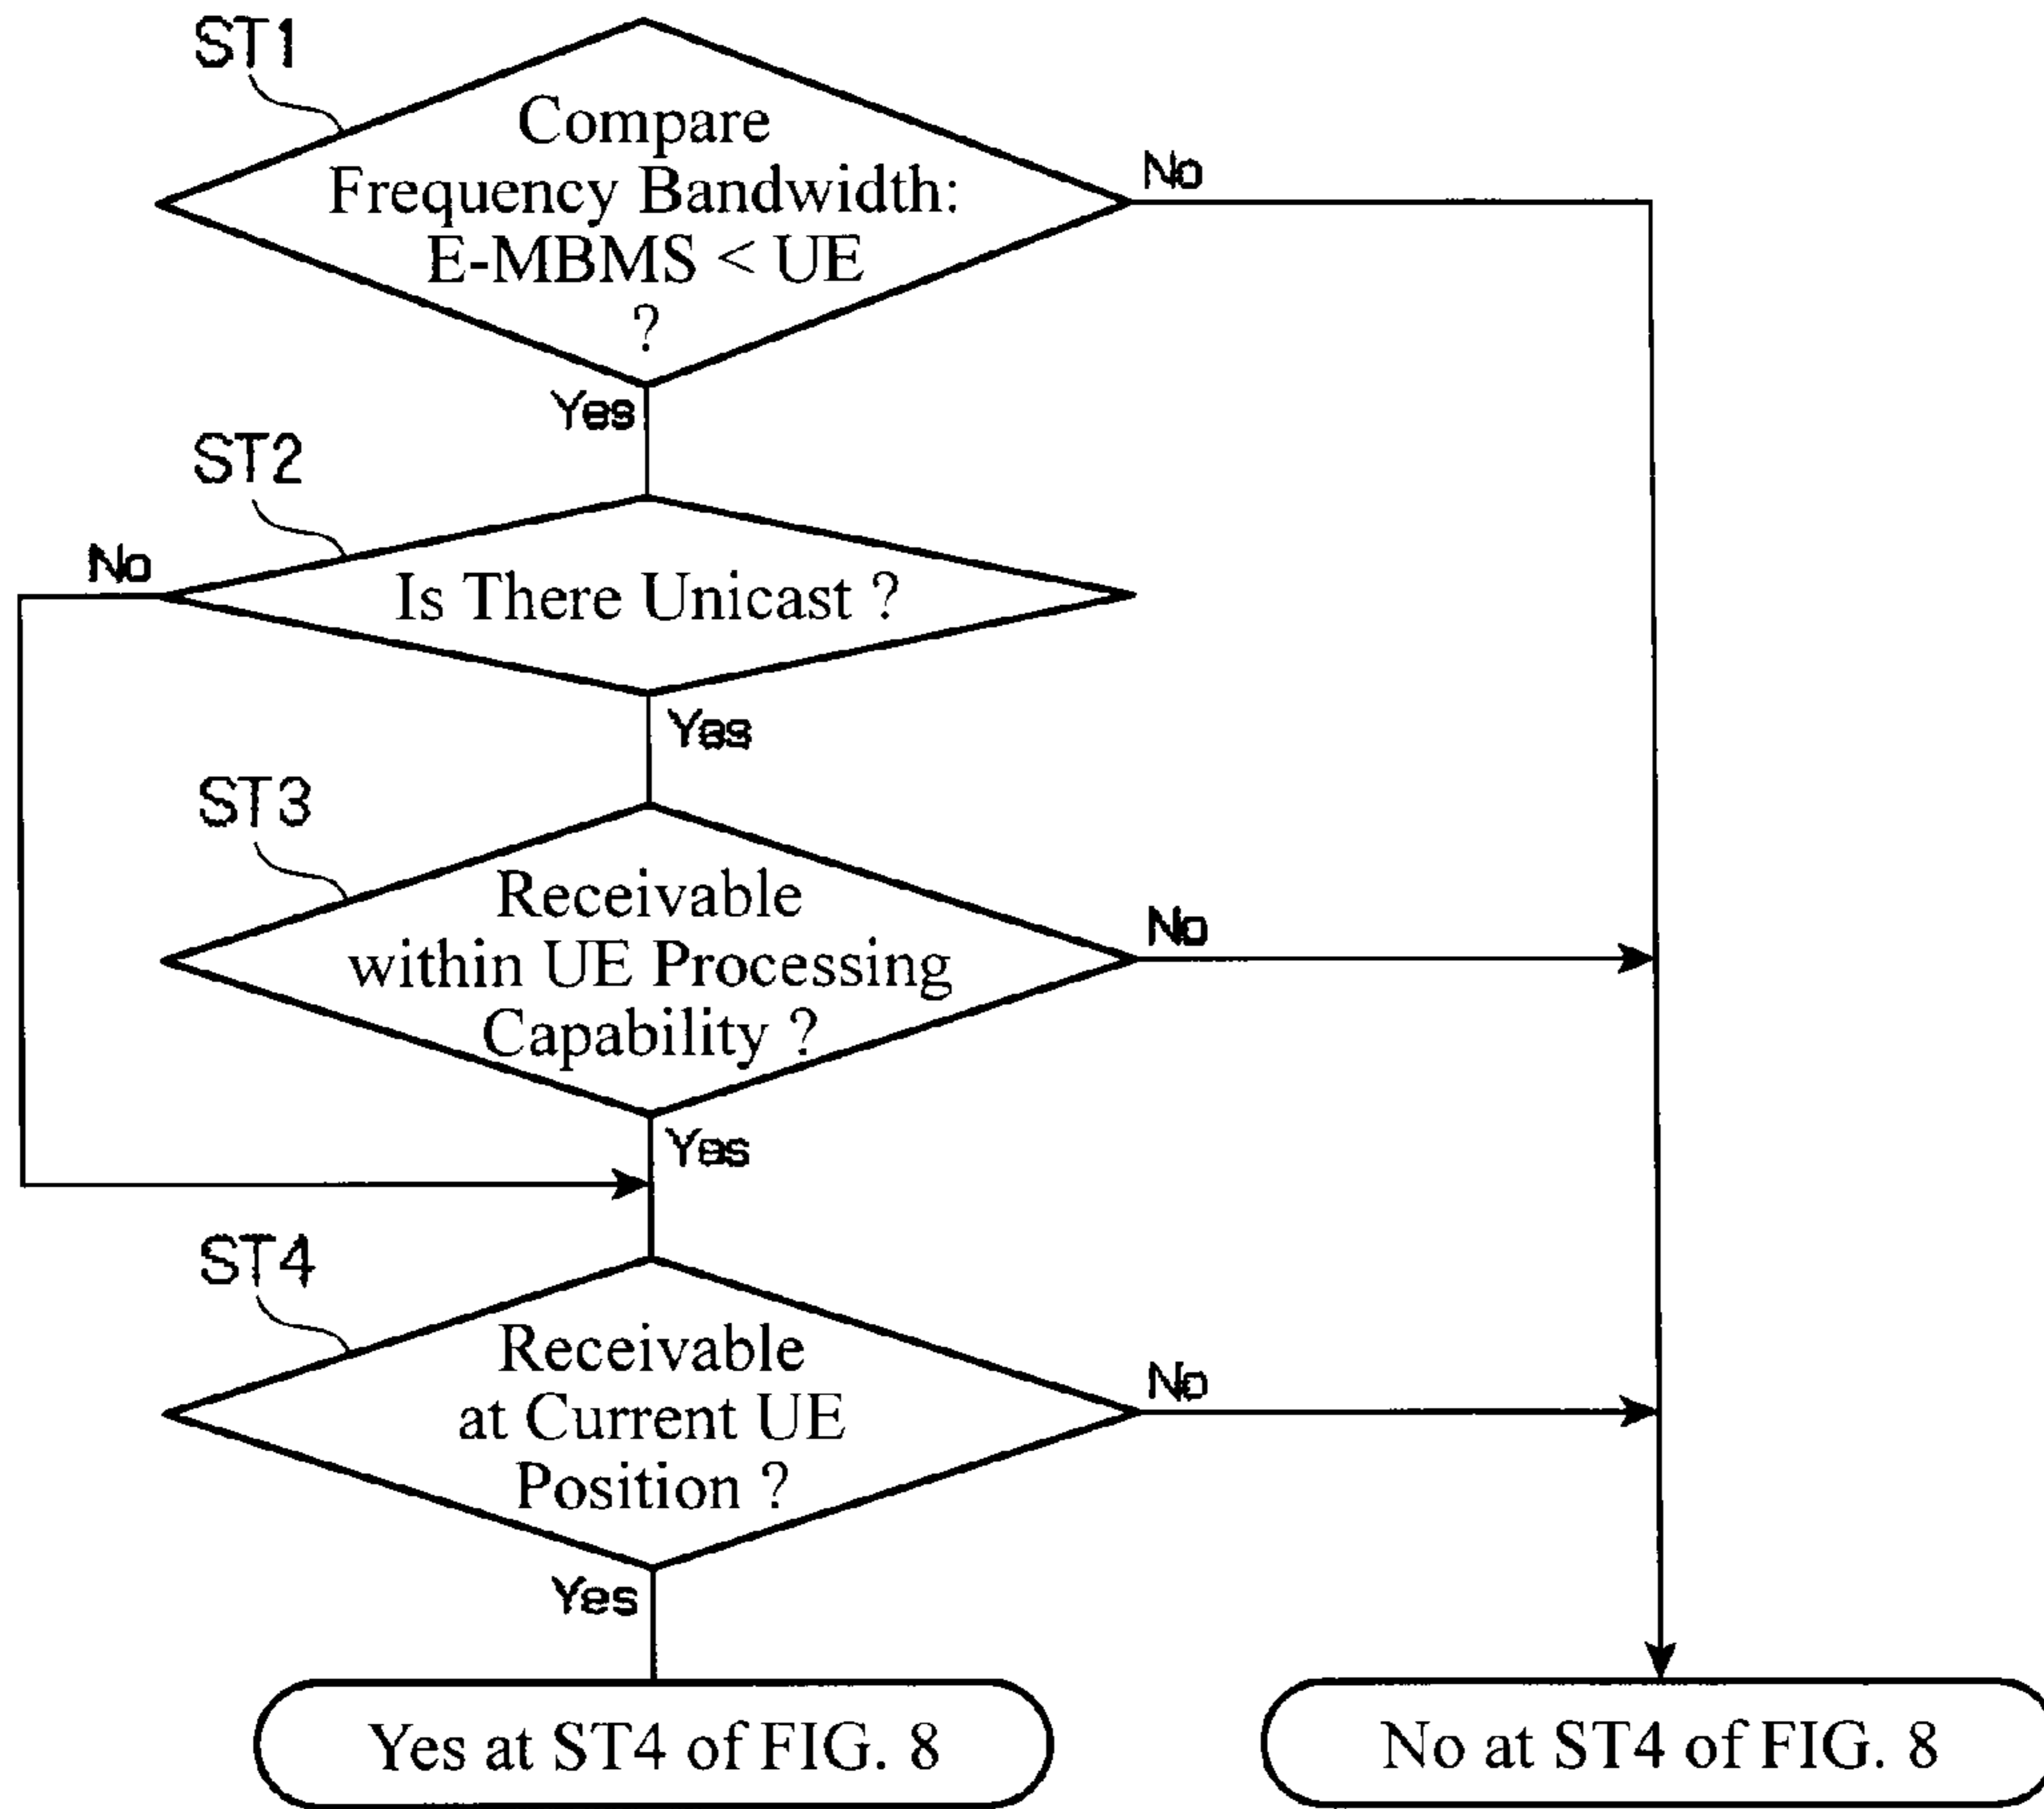 ST1
Compare
Frequency Bandwidth:
E-MBMS < UE
?
No
Yes
ST2
No
Is There Unicast ?
Yes
ST3
Receivable
within UE Processing
Capability ?
No
Yes
ST4
Receivable
at Current UE
Position ?
No
Yes
Yes at ST4 of FIG. 8
No at ST4 of FIG. 8